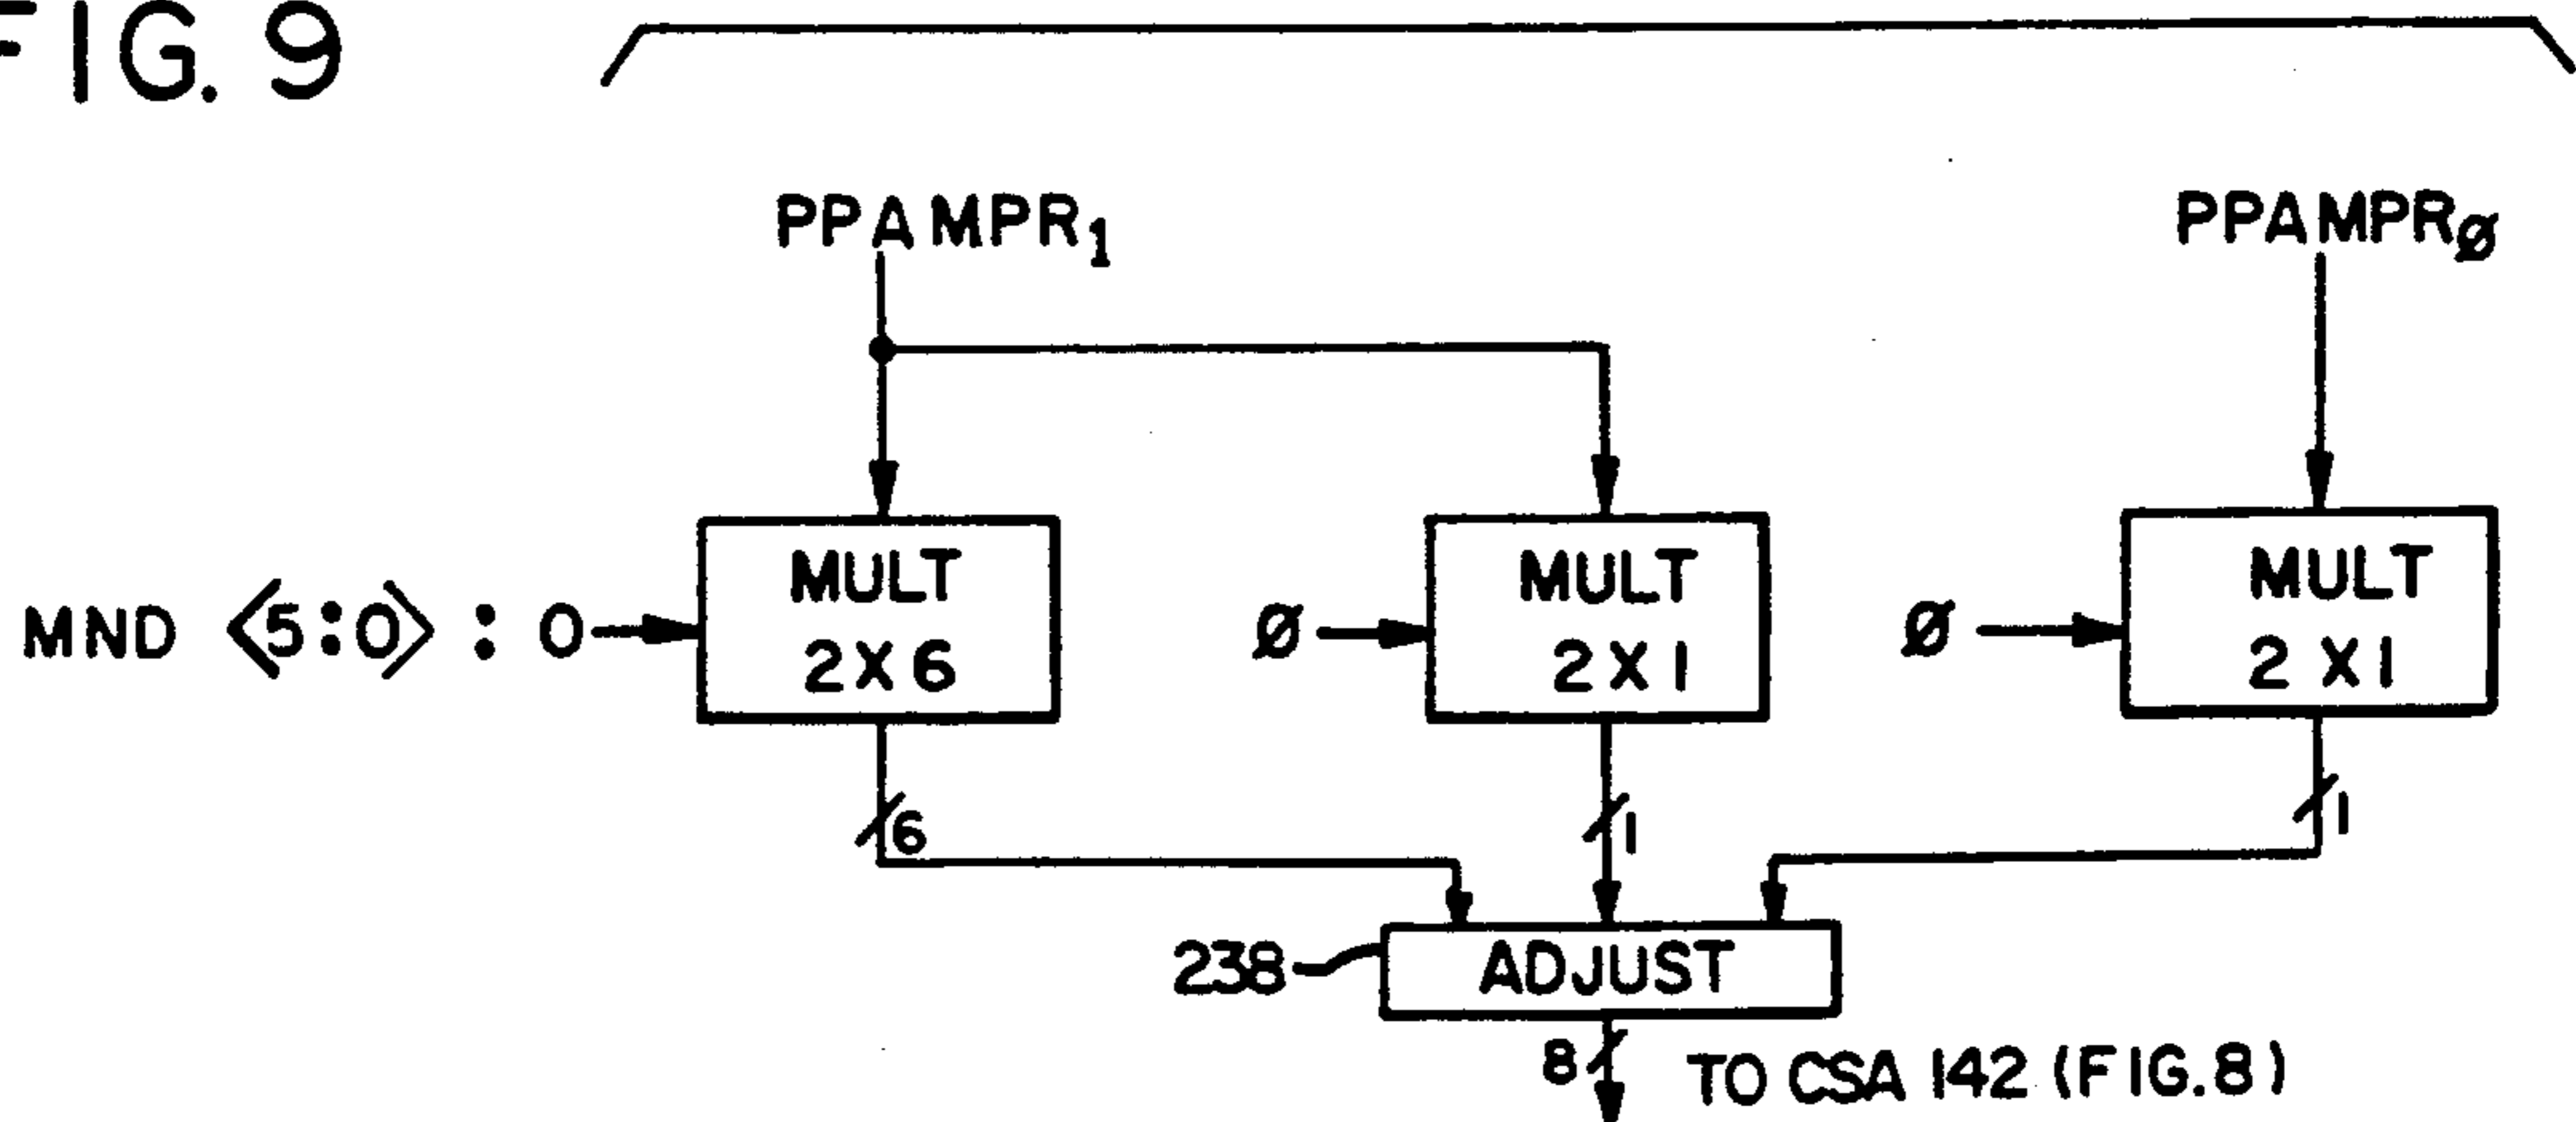 FIG. 9
PPAMPR₁
PPAMPRØ
MND <5:0> : 0
MULT
2X6
Ø
MULT
2X1
Ø
MULT
2X1
6
1
1
238
ADJUST
8
TO CSA 142 (FIG.8)